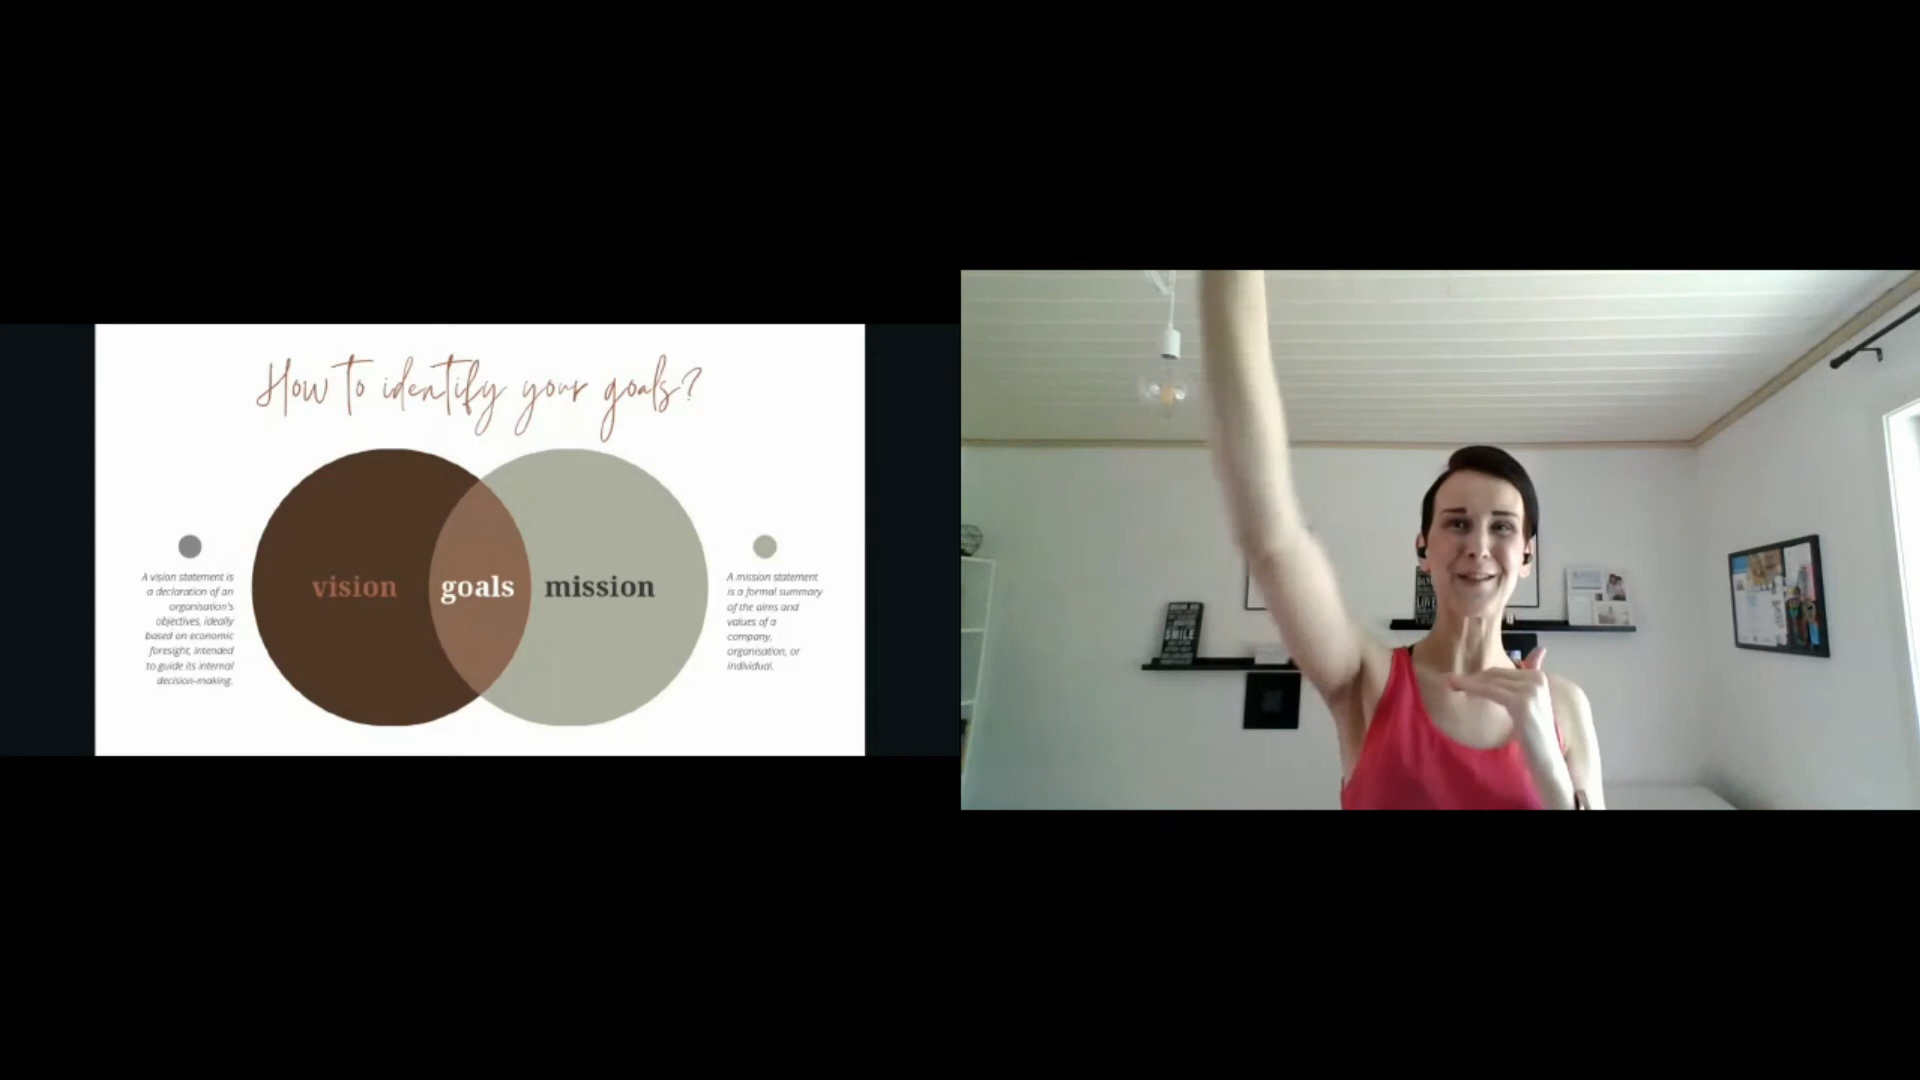 How to identify your goals?
A vision statement is
a declaration of an
organisation's
objectives, ideally
based on economic
foresight, intended
to guide its internal
decision-making.
vision
goals
mission
A mission statement
is a formal summary
of the aims and
values of a
company,
organisation, or
individual.
SMILE
LOVE